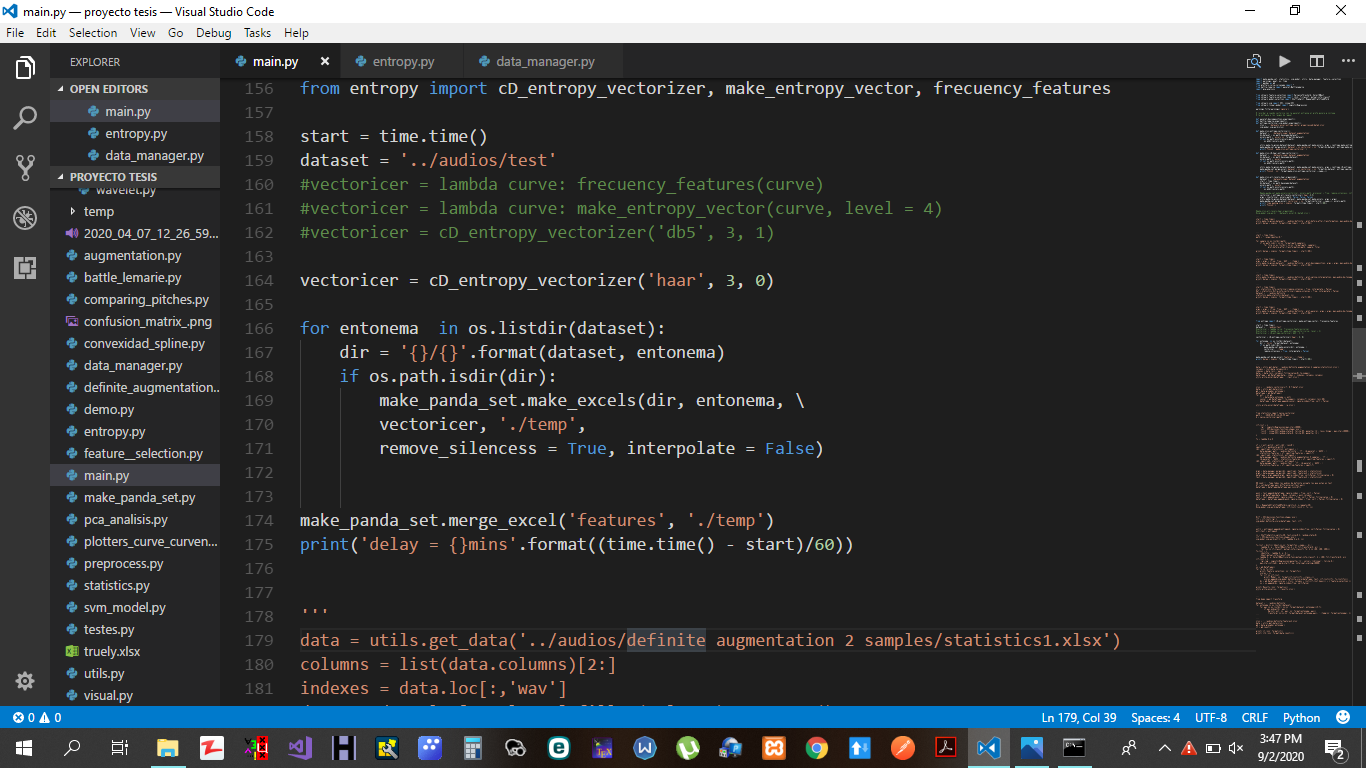 main.py — proyecto tesis — Visual Studio Code
File Edit Selection View Go Debug Tasks Help
EXPLORER
OPEN EDITORS
main.py
entropy.py
data_manager.py
PROYECTO TESIS
wavelet.py
temp
2020_04_07_12_26_59...
augmentation.py
battle_lemarie.py
comparing_pitches.py
confusion_matrix_.png
convexidad_spline.py
data_manager.py
definite_augmentation...
demo.py
entropy.py
feature__selection.py
main.py
make_panda_set.py
pca_analisis.py
plotters_curve_curven...
preprocess.py
statistics.py
svm_model.py
testes.py
truely.xlsx
utils.py
visual.py
main.py entropy.py data_manager.py
156 from entropy import cD_entropy_vectorizer, make_entropy_vector, frecuency_features
157
158 start = time.time()
159 dataset = '../audios/test'
160 #vectoricer = lambda curve: frecuency_features(curve)
161 #vectoricer = lambda curve: make_entropy_vector(curve, level = 4)
162 #vectoricer = cD_entropy_vectorizer('db5', 3, 1)
163
164 vectoricer = cD_entropy_vectorizer('haar', 3, 0)
165
166 for entonema  in os.listdir(dataset):
167     dir = '{}/{}'.format(dataset, entonema)
168     if os.path.isdir(dir):
169         make_panda_set.make_excels(dir, entonema, \
170         vectoricer, './temp',
171         remove_silencess = True, interpolate = False)
172
173
174 make_panda_set.merge_excel('features', './temp')
175 print('delay = {}mins'.format((time.time() - start)/60))
176
177
178 '''
179 data = utils.get_data('../audios/definite augmentation 2 samples/statistics1.xlsx')
180 columns = list(data.columns)[2:]
181 indexes = data.loc[:,'wav']
0 0
Ln 179, Col 39 Spaces: 4 UTF-8 CRLF Python
3:47 PM
9/2/2020
2